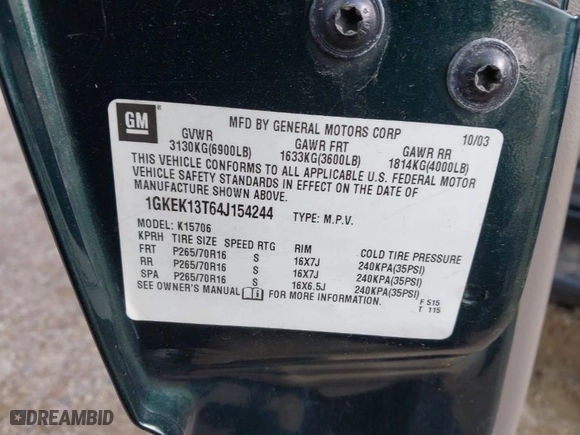 GM ®
MFD BY GENERAL MOTORS CORP 10/03
GVWR GAWR FRT GAWR RR
3130KG(6900LB) 1633KG(3600LB) 1814KG(4000LB)
THIS VEHICLE CONFORMS TO ALL APPLICABLE U.S. FEDERAL MOTOR
VEHICLE SAFETY STANDARDS IN EFFECT ON THE DATE OF
MANUFACTURE SHOWN ABOVE.
1GKEK13T64J154244 TYPE: M.P.V.
MODEL: K15706
KPRH TIRE SIZE SPEED RTG RIM COLD TIRE PRESSURE
FRT P265/70R16 S 16X7J 240KPA(35PSI)
RR P265/70R16 S 16X7J 240KPA(35PSI)
SPA P265/70R16 S 16X6.5J 240KPA(35PSI)
SEE OWNER'S MANUAL FOR MORE INFORMATION.
F 515
T 115
DREAMBID